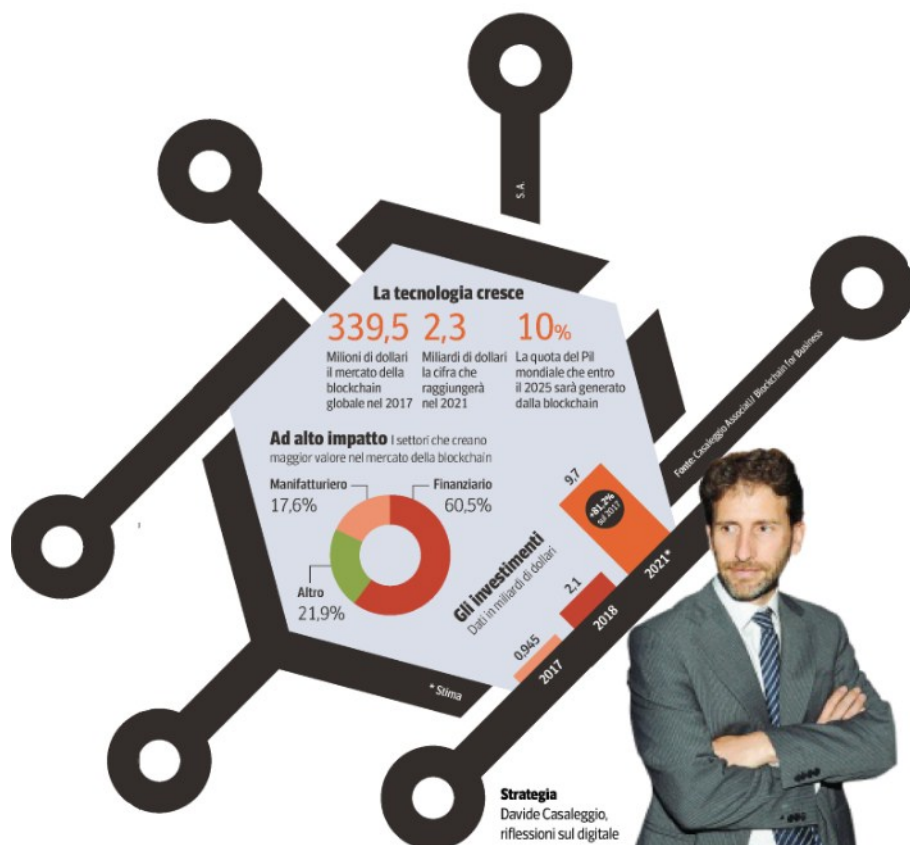 S.A.
La tecnologia cresce
339,5
Milioni di dollari
il mercato della
blockchain
globale nel 2017
2,3
Miliardi di dollari
la cifra che
raggiungerà
nel 2021
10%
La quota del Pil
mondiale che entro
il 2025 sarà generato
dalla blockchain
Ad alto impatto I settori che creano
maggior valore nel mercato della blockchain
Manifatturiero
17,6%
Finanziario
60,5%
Altro
21,9%
Gli investimenti
Dati in miliardi di dollari
0,945
2017
2,1
2018
9,7
+81,2%
sul 2017
2021*
* Stima
Fonte: Casaleggio Associati/ Blockchain for Business
Strategia
Davide Casaleggio,
riflessioni sul digitale